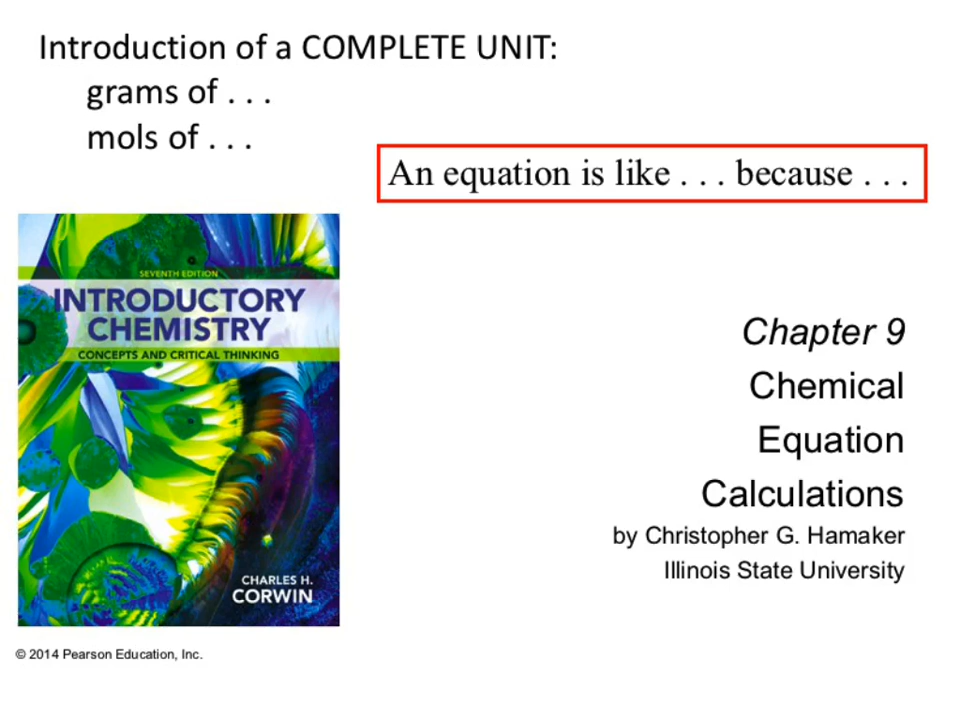 Introduction of a COMPLETE UNIT:
grams of . . .
mols of . . .
An equation is like . . . because . . .
SEVENTH EDITION
INTRODUCTORY
CHEMISTRY
CONCEPTS AND CRITICAL THINKING
CHARLES H.
CORWIN
Chapter 9
Chemical
Equation
Calculations
by Christopher G. Hamaker
Illinois State University
© 2014 Pearson Education, Inc.